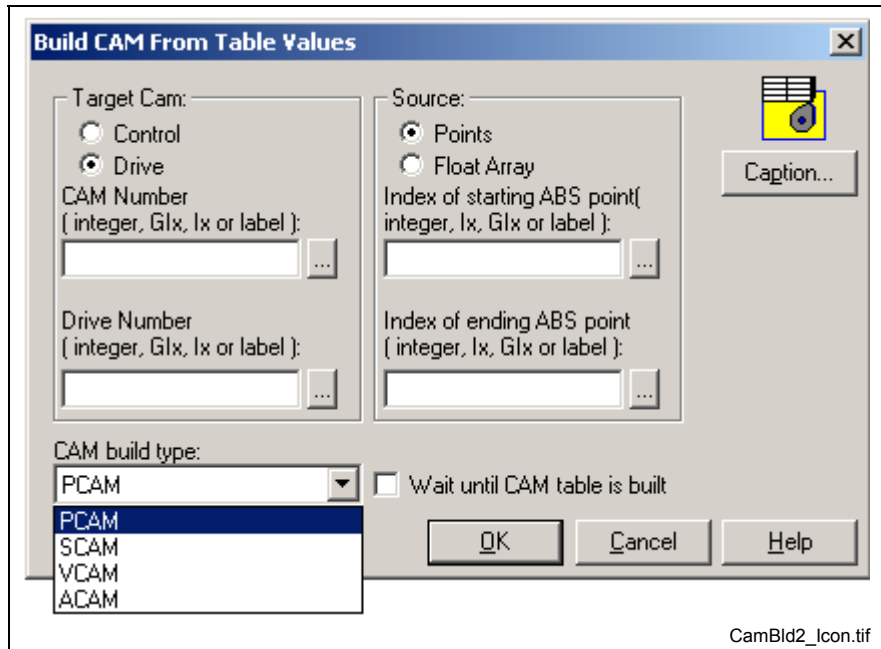 Build CAM From Table Values
Target Cam:
Control
Drive
CAM Number
( integer, GIx, Ix or label ):
...
Drive Number
( integer, GIx, Ix or label ):
...
Source:
Points
Float Array
Index of starting ABS point(
integer, Ix, GIx or label ):
...
Index of ending ABS point
( integer, Ix, GIx or label ):
...
Caption...
CAM build type:
PCAM
Wait until CAM table is built
PCAM
SCAM
VCAM
ACAM
OK
Cancel
Help
CamBld2_Icon.tif